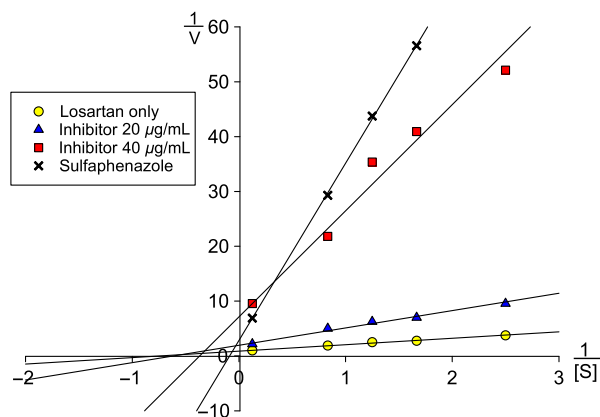 1
V
60
50
40
30
20
10
0
−10
−2
−1
0
1
2
3
1
[S]
Losartan only
Inhibitor 20 µg/mL
Inhibitor 40 µg/mL
Sulfaphenazole